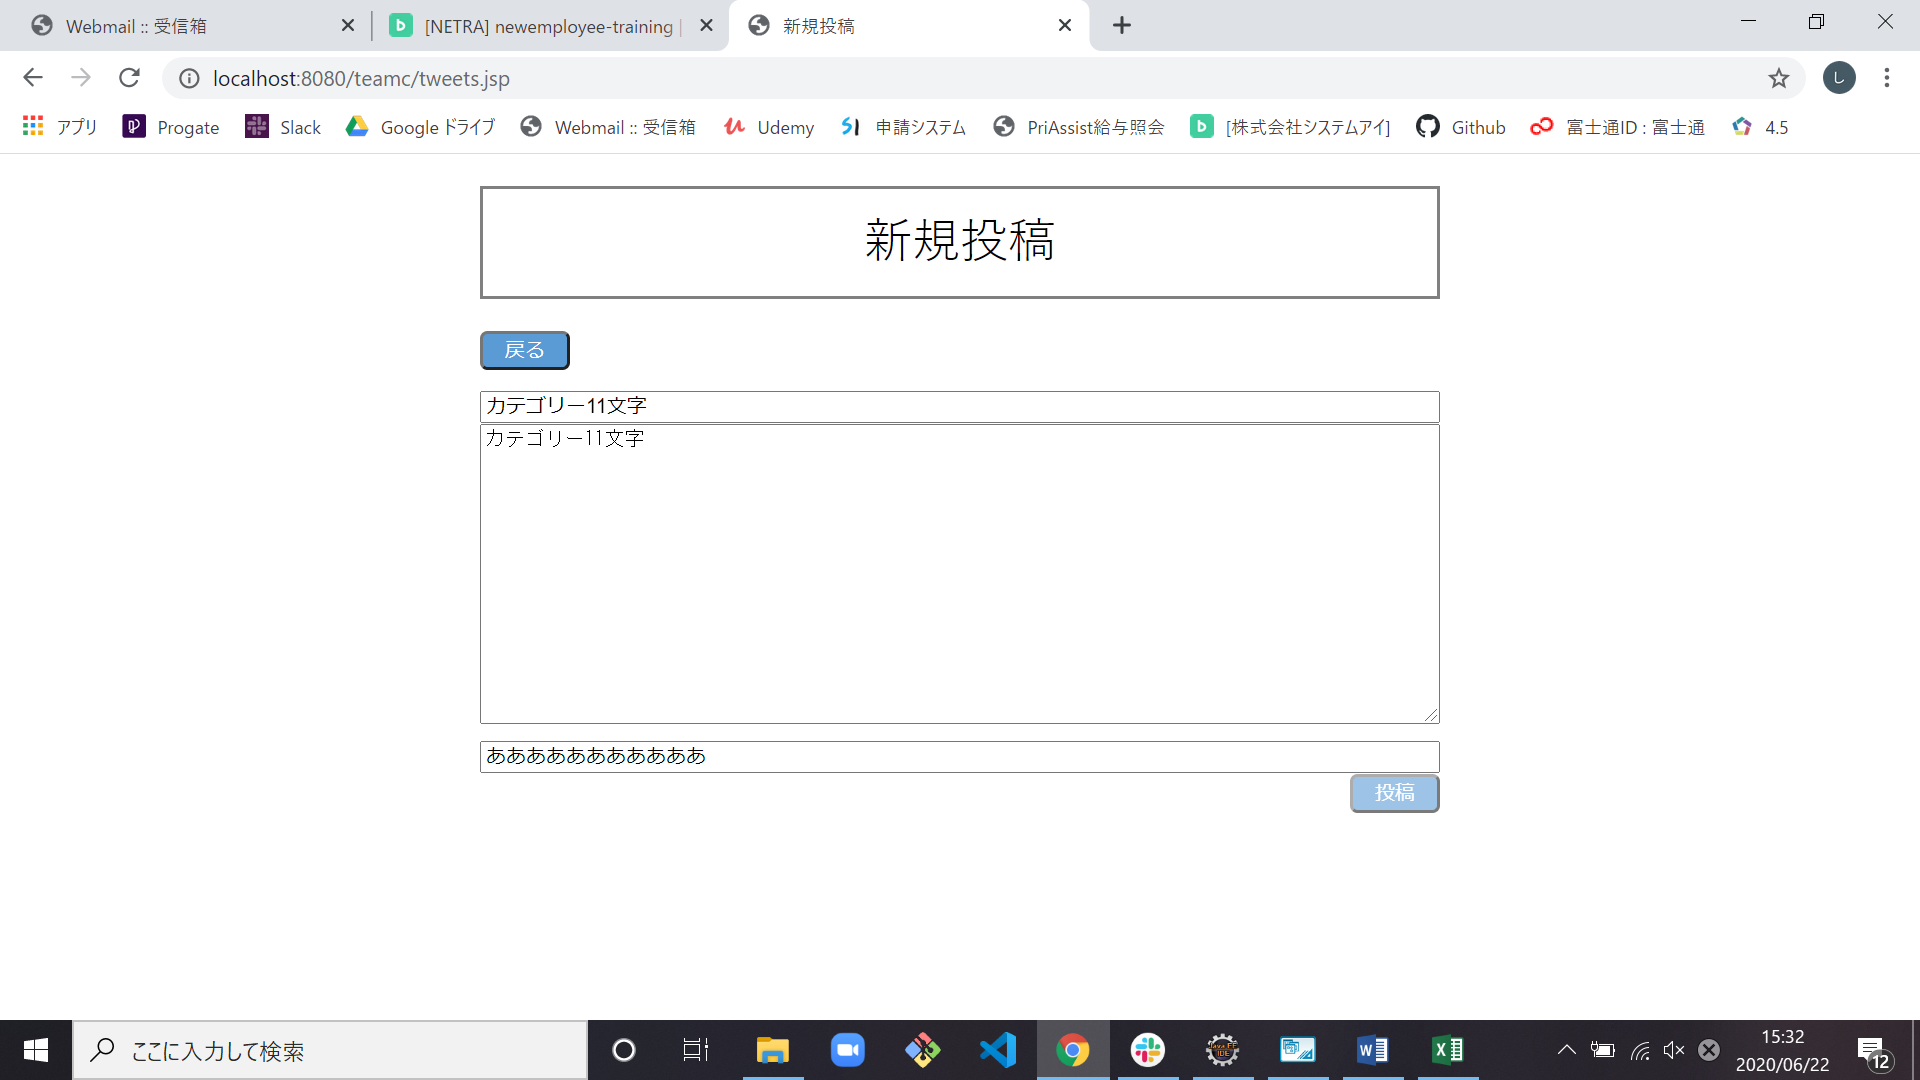 Webmail :: 受信箱
[NETRA] newemployee-training |
新規投稿
localhost:8080/teamc/tweets.jsp
し
アプリ
Progate
Slack
Google ドライブ
Webmail :: 受信箱
Udemy
申請システム
PriAssist給与照会
[株式会社システムアイ]
Github
富士通ID : 富士通
4.5
新規投稿
戻る
カテゴリー11文字
カテゴリー11文字
あああああああああああ
投稿
ここに入力して検索
15:32
2020/06/22
12